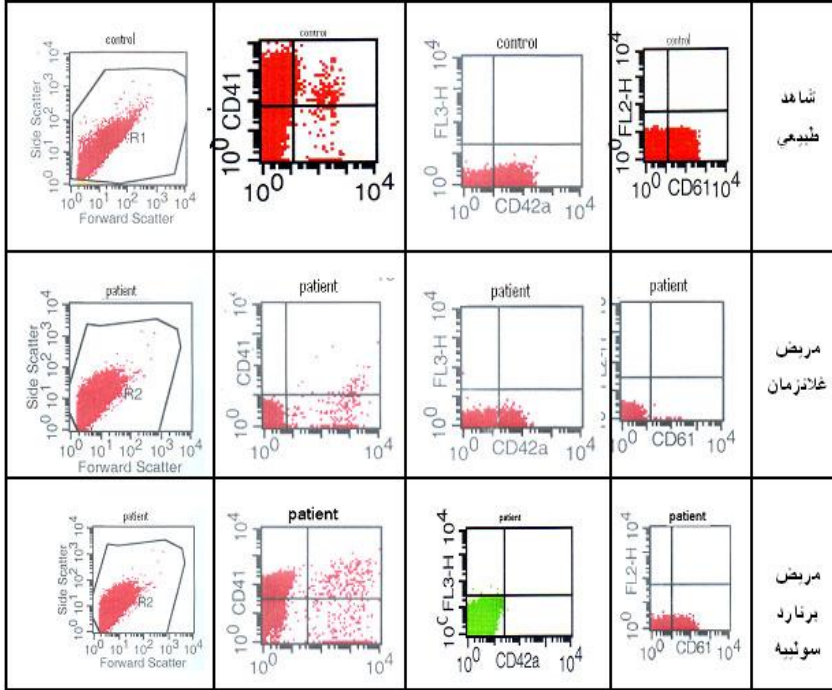 control
Side Scatter
10⁴
10³
10²
10¹
10⁰
R1
10⁰ 10¹ 10² 10³ 10⁴
Forward Scatter
control
CD41
10⁰
10⁰ 10⁴
control
FL3-H
10⁴
10⁰
10⁰ CD42a 10⁴
control
FL2-H
10⁴
10⁰
10⁰ CD61 10⁴
شاهد
طبيعي
patient
Side Scatter
10⁴
10³
10²
10¹
10⁰
R2
10⁰ 10¹ 10² 10³ 10⁴
Forward Scatter
patient
CD41
10⁴
10⁰
10⁰ 10⁴
patient
FL3-H
10⁴
10⁰
10⁰ CD42a 10⁴
patient
10⁰ CD61 10⁴
مريض
غلانزمان
patient
Side Scatter
10⁴
10³
10²
10¹
10⁰
R2
10⁰ 10¹ 10² 10³ 10⁴
Forward Scatter
patient
CD41
10⁴
10⁰
10⁰ 10⁴
patient
FL3-H
10⁴
10⁰ CD42a 10⁴
patient
FL2-H
10⁴
10⁰
10⁰ CD61 10⁴
مريض
برنارد
سولييه